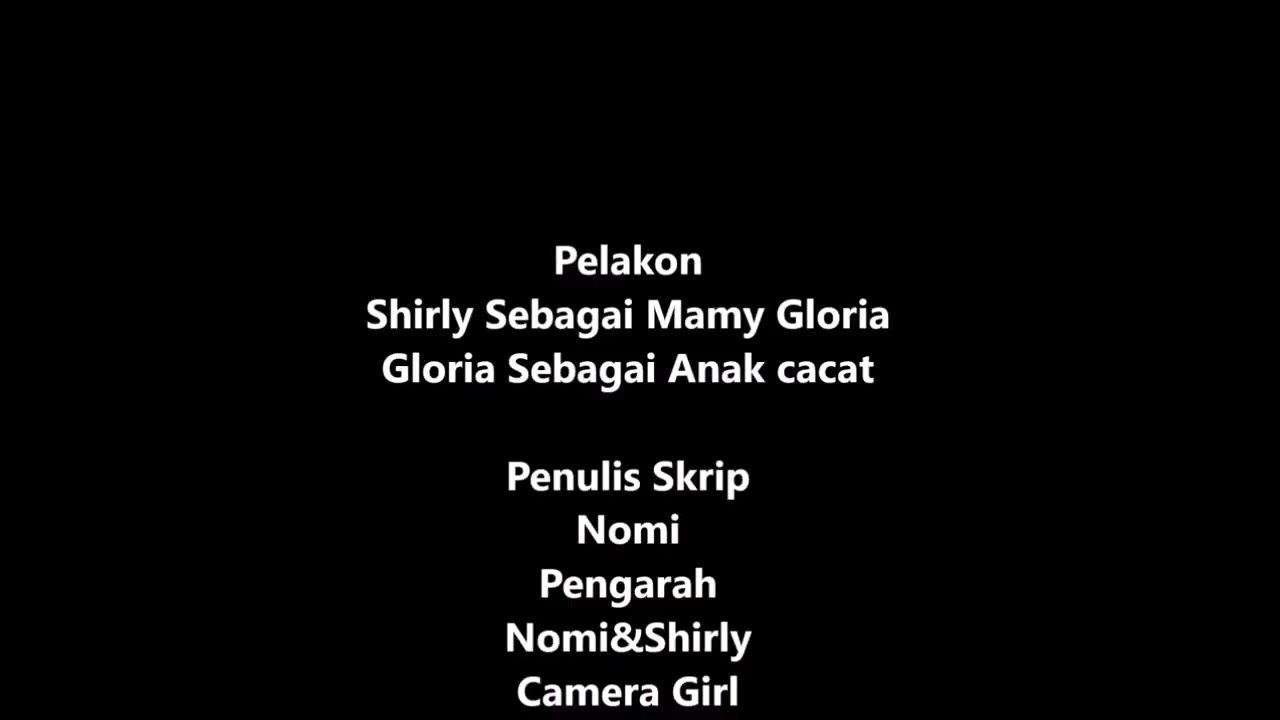 Pelakon
Shirly Sebagai Mamy Gloria
Gloria Sebagai Anak cacat
Penulis Skrip
Nomi
Pengarah
Nomi&Shirly
Camera Girl